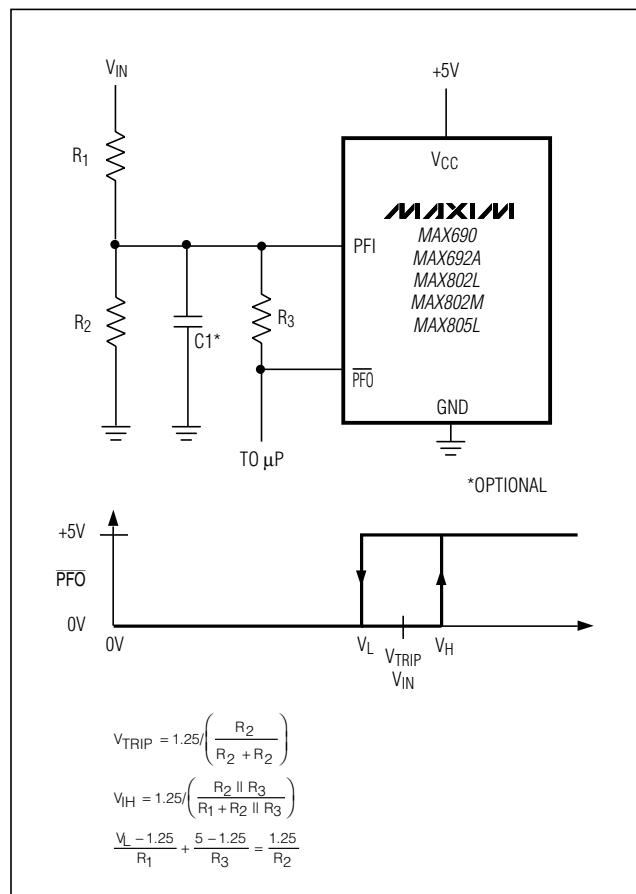 VIN
+5V
R1
VCC
MAXIM
MAX690
MAX692A
MAX802L
MAX802M
MAX805L
PFI
R2
C1*
R3
PFO
GND
TO μP
*OPTIONAL
+5V
PFO
0V
0V
VL
VTRIP
VH
VIN
VTRIP = 1.25/(R2 / (R2 + R2))
VIH = 1.25/(R2 || R3 / (R1 + R2 || R3))
VL – 1.25 / R1 + 5 – 1.25 / R3 = 1.25 / R2